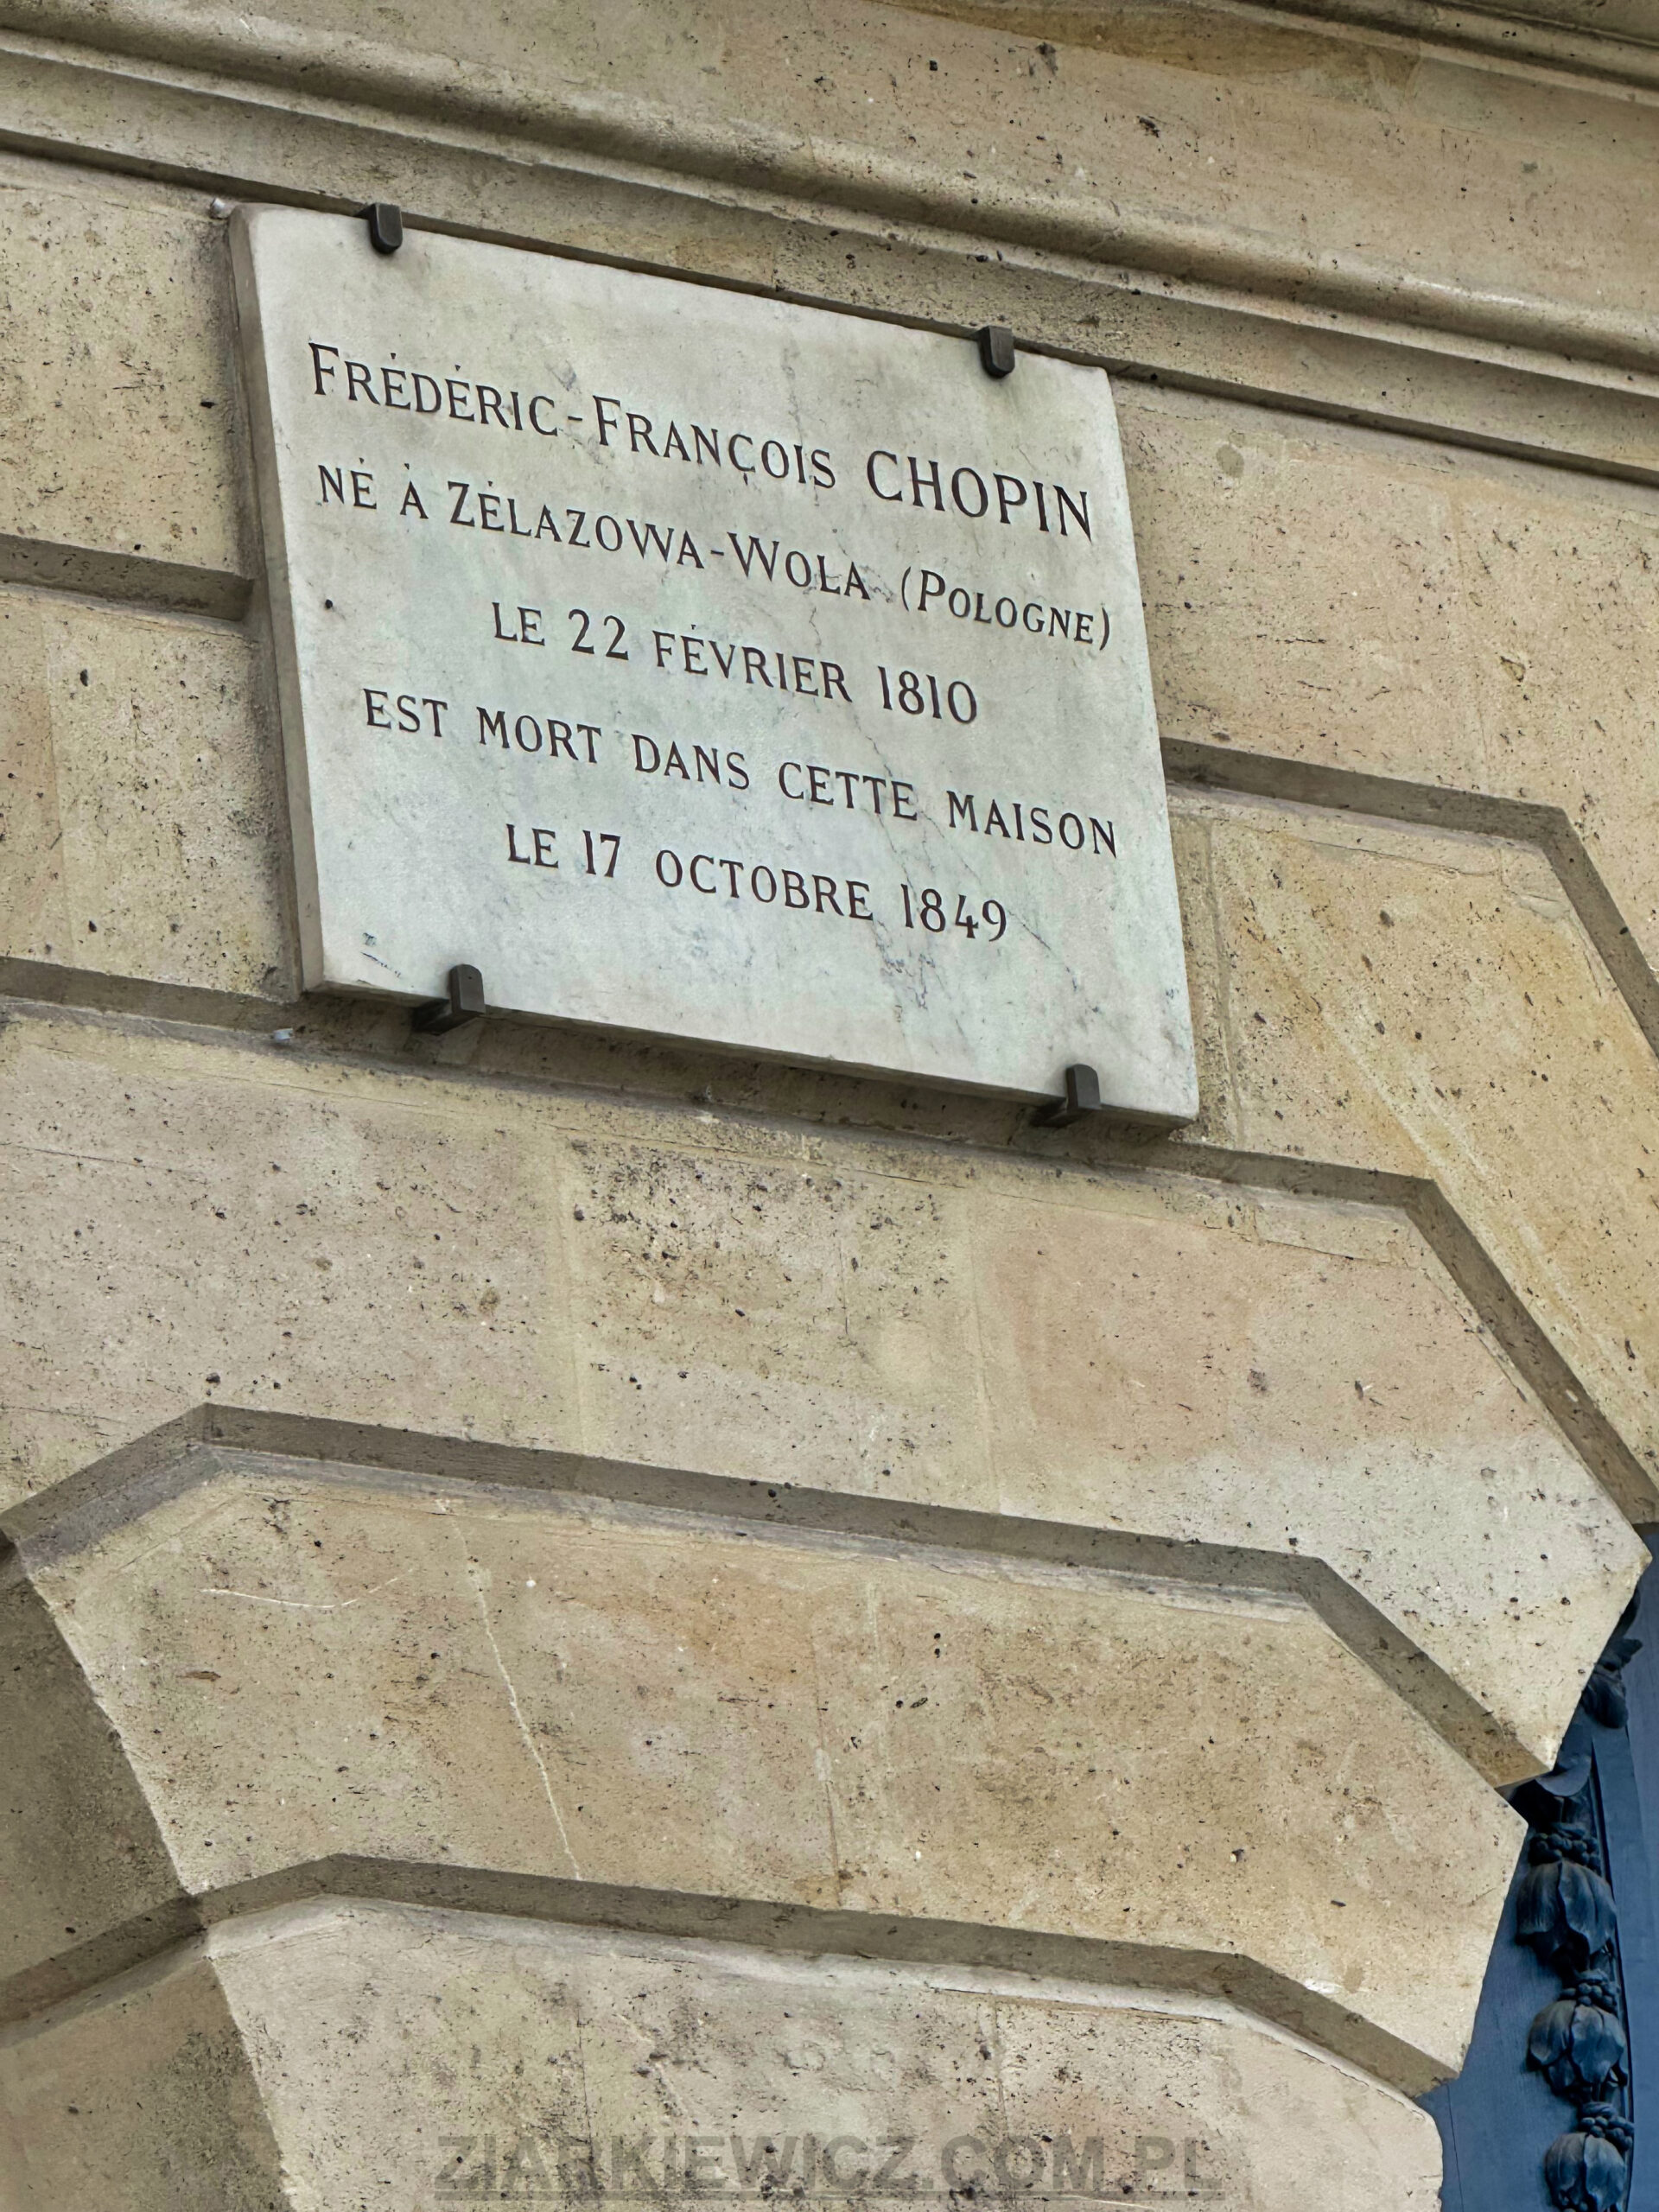 FRÉDÉRIC-FRANÇOIS CHOPIN
NÉ À ZÉLAZOWA-WOLA (POLOGNE)
LE 22 FÉVRIER 1810
EST MORT DANS CETTE MAISON
LE 17 OCTOBRE 1849
ZIARKIEWICZ.COM.PL